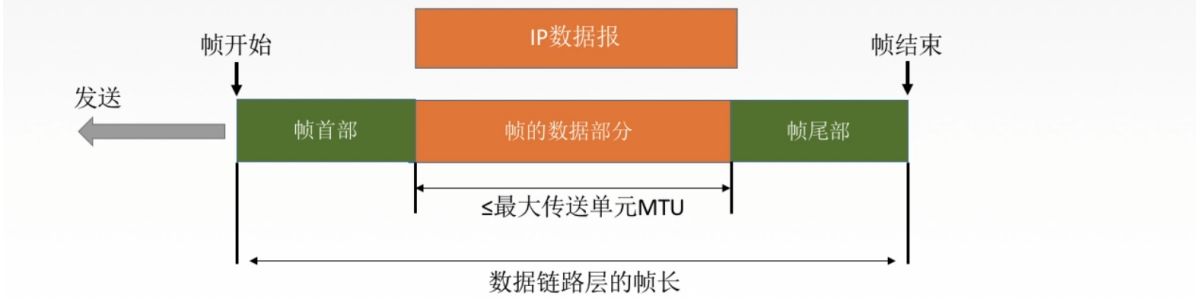 IP数据报
帧开始
帧结束
发送
帧首部
帧的数据部分
帧尾部
≤最大传送单元MTU
数据链路层的帧长